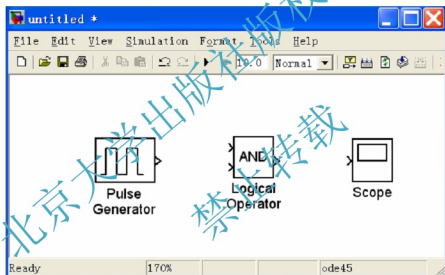 untitled *
File Edit View Simulation Format Tools Help
10.0 Normal
AND
Pulse
Generator
Logical
Operator
Scope
Ready 170% ode45
北京大学出版社版权
禁止转载